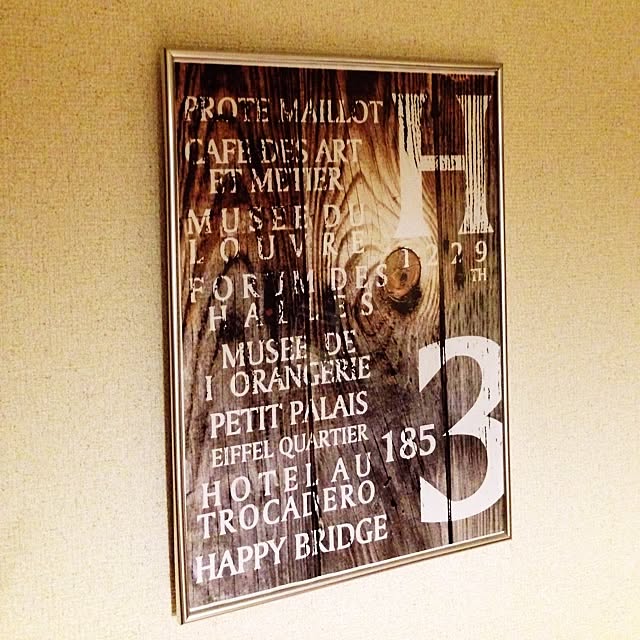 PROTE MAILLOT
H
CAFE DES ART
ET METIER
MUSEE DU
LOUVRE
1229
TH
FORUM DES
HALLES
MUSEE DE
l ORANGERIE
3
PETIT PALAIS
EIFFEL QUARTIER
185
HOTEL AU
TROCADERO
HAPPY BRIDGE